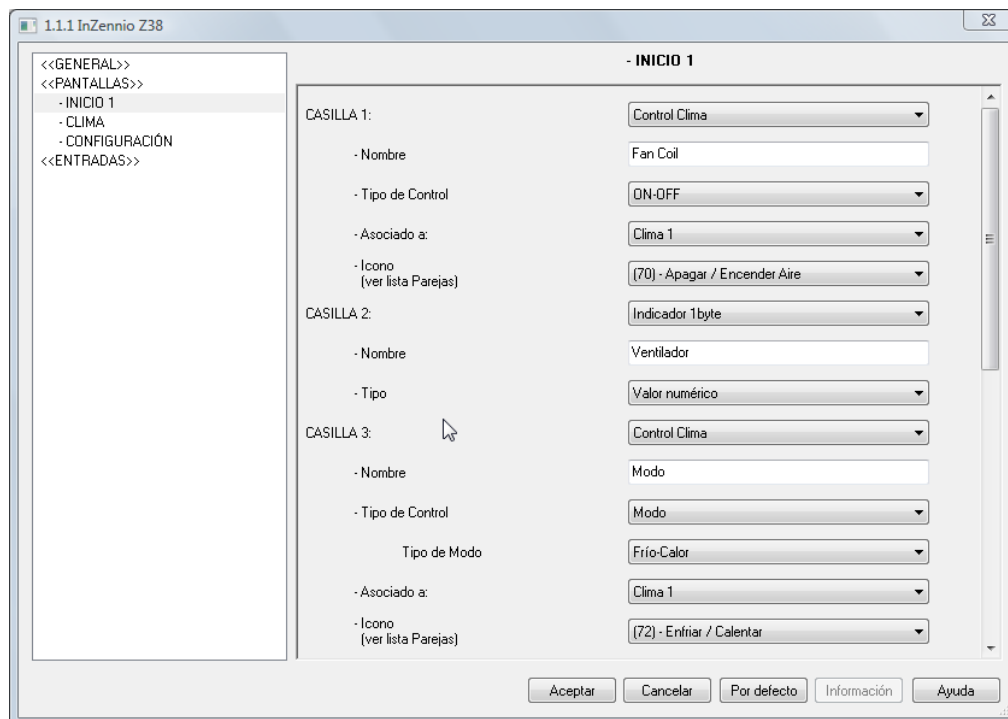 1.1.1 InZennio Z38
<<GENERAL>>
<<PANTALLAS>>
- INICIO 1
- CLIMA
- CONFIGURACIÓN
<<ENTRADAS>>
- INICIO 1
CASILLA 1: Control Clima
- Nombre Fan Coil
- Tipo de Control ON-OFF
- Asociado a: Clima 1
- Icono
(ver lista Parejas) (70) - Apagar / Encender Aire
CASILLA 2: Indicador 1byte
- Nombre Ventilador
- Tipo Valor numérico
CASILLA 3: Control Clima
- Nombre Modo
- Tipo de Control Modo
Tipo de Modo Frío-Calor
- Asociado a: Clima 1
- Icono
(ver lista Parejas) (72) - Enfriar / Calentar
Aceptar Cancelar Por defecto Información Ayuda